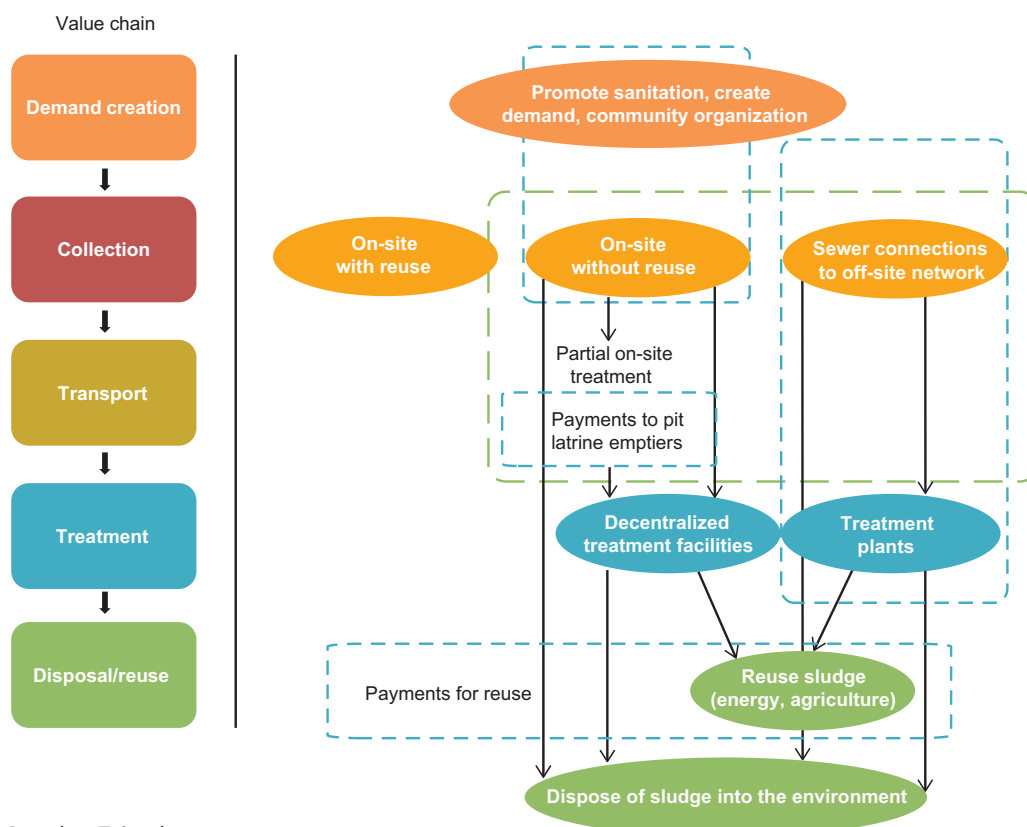 Value chain
Demand creation
Collection
Transport
Treatment
Disposal/reuse
Promote sanitation, create
demand, community organization
On-site
with reuse
On-site
without reuse
Sewer connections
to off-site network
Partial on-site
treatment
Payments to pit
latrine emptiers
Decentralized
treatment facilities
Treatment
plants
Payments for reuse
Reuse sludge
(energy, agriculture)
Dispose of sludge into the environment